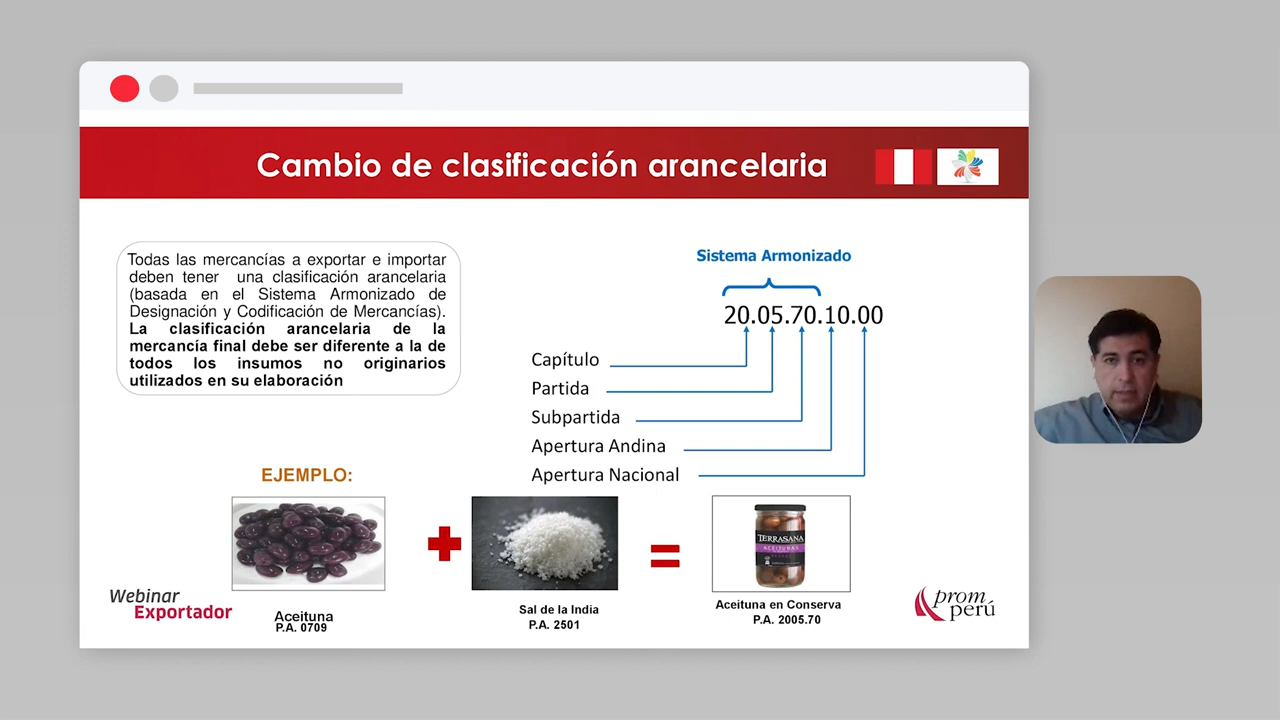 Cambio de clasificación arancelaria
Todas las mercancías a exportar e importar
deben tener una clasificación arancelaria
(basada en el Sistema Armonizado de
Designación y Codificación de Mercancías).
La clasificación arancelaria de la
mercancía final debe ser diferente a la de
todos los insumos no originarios
utilizados en su elaboración
Sistema Armonizado
20.05.70.10.00
Capítulo
Partida
Subpartida
Apertura Andina
Apertura Nacional
EJEMPLO:
+
=
TERRASANA
ACEITUNAS
Aceituna
P.A. 0709
Sal de la India
P.A. 2501
Aceituna en Conserva
P.A. 2005.70
Webinar
Exportador
prom
perú